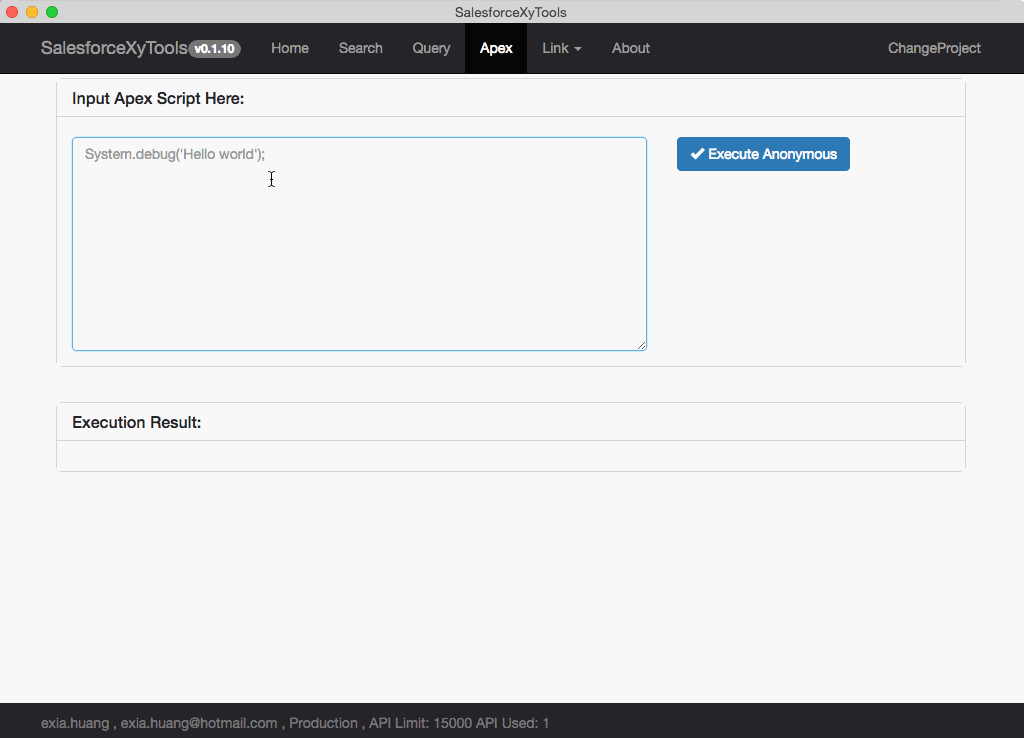 SalesforceXyTools
SalesforceXyTools v0.1.10 Home Search Query Apex Link About ChangeProject
Input Apex Script Here:
System.debug('Hello world');
Execute Anonymous
Execution Result:
exia.huang , exia.huang@hotmail.com , Production , API Limit: 15000 API Used: 1